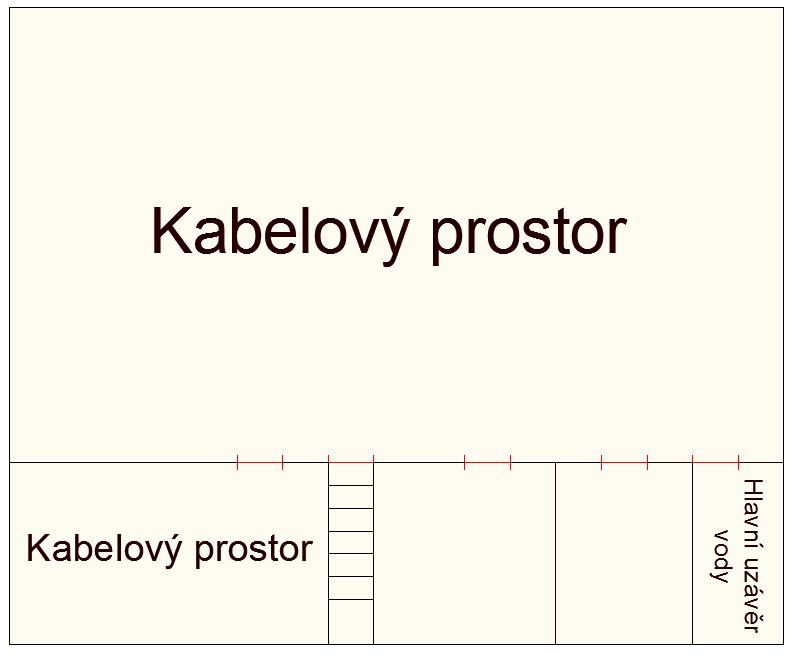 Kabelový prostor
Kabelový prostor
Hlavní uzávěr
vody